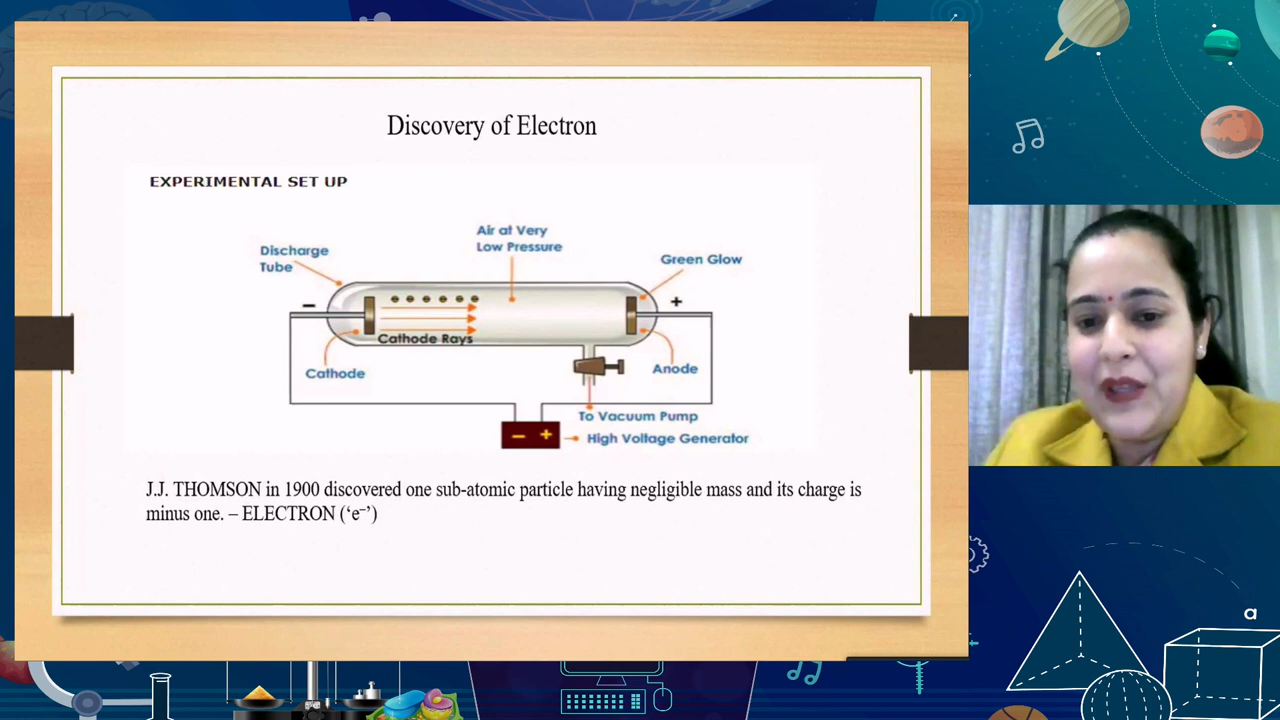 Discovery of Electron
EXPERIMENTAL SET UP
Air at Very
Low Pressure
Discharge
Tube
Green Glow
–
+
Cathode Rays
Cathode
Anode
To Vacuum Pump
– +
High Voltage Generator
J.J. THOMSON in 1900 discovered one sub-atomic particle having negligible mass and its charge is
minus one. – ELECTRON (‘e⁻’)
a